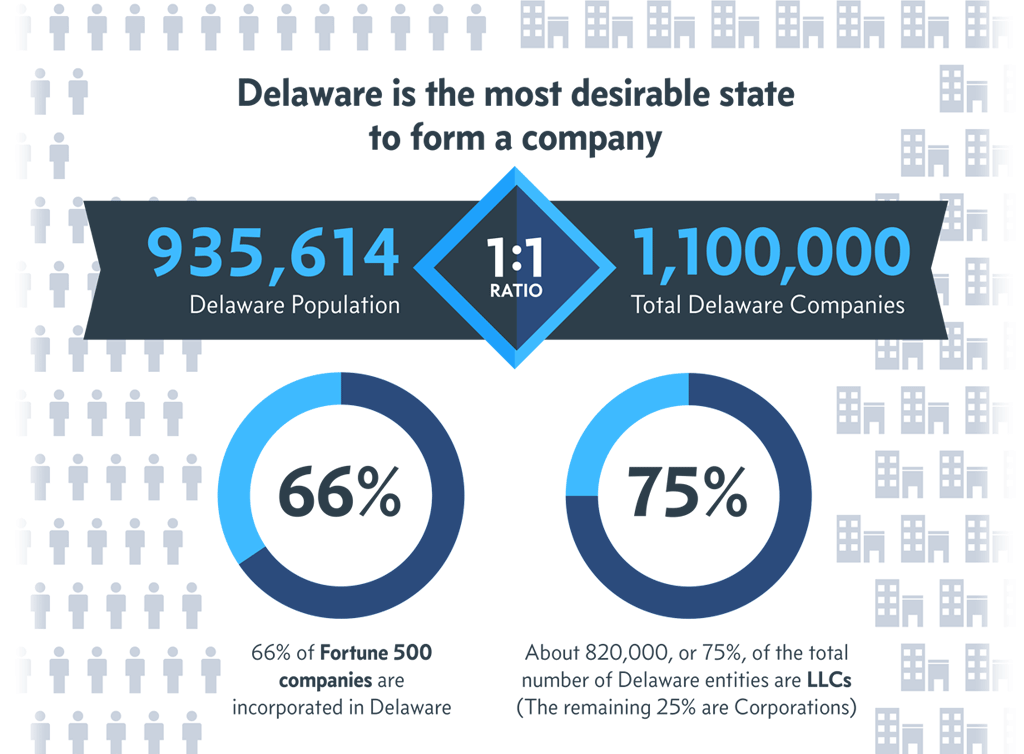 Delaware is the most desirable state
to form a company
935,614
Delaware Population
1:1
RATIO
1,100,000
Total Delaware Companies
66%
66% of Fortune 500
companies are
incorporated in Delaware
75%
About 820,000, or 75%, of the total
number of Delaware entities are LLCs
(The remaining 25% are Corporations)